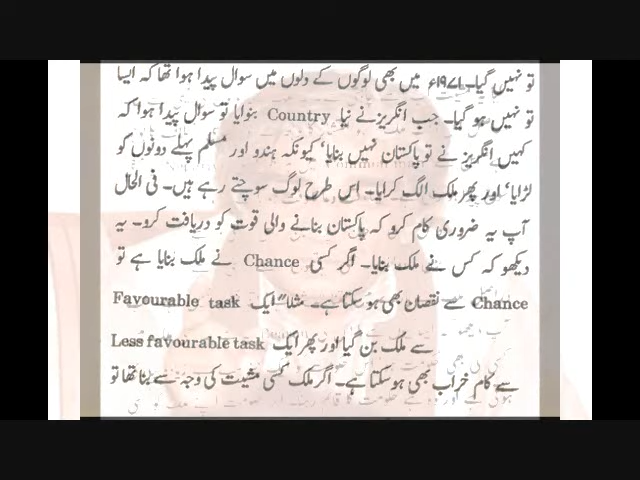 تو نہیں گیا۔ ۱۹۷۱ء میں بھی لوگوں کے دلوں میں سوال پیدا ہوا تھا کہ ایسا
تو نہیں ہو گیا۔ جب انگریز نے نیا Country بنوایا تو سوال پیدا ہوا کہ
کہیں انگریز نے تو پاکستان نہیں بنایا‘ کیونکہ ہندو اور مسلم پہلے دونوں کو
لڑایا‘ اور پھر ملک الگ کرایا۔ اس طرح لوگ سوچتے رہے ہیں۔ فی الحال
آپ یہ ضروری کام کرو کہ پاکستان بنانے والی قوت کو دریافت کرو۔ یہ
دیکھو کہ کس نے ملک بنایا۔ اگر کسی Chance نے ملک بنایا ہے تو
Chance سے نقصان بھی ہو سکتا ہے۔ مثلاً" ایک Favourable task
سے ملک بن گیا اور پھر ایک Less favourable task
سے کام خراب بھی ہو سکتا ہے۔ اگر ملک کسی مشیت کی وجہ سے بنا تھا تو